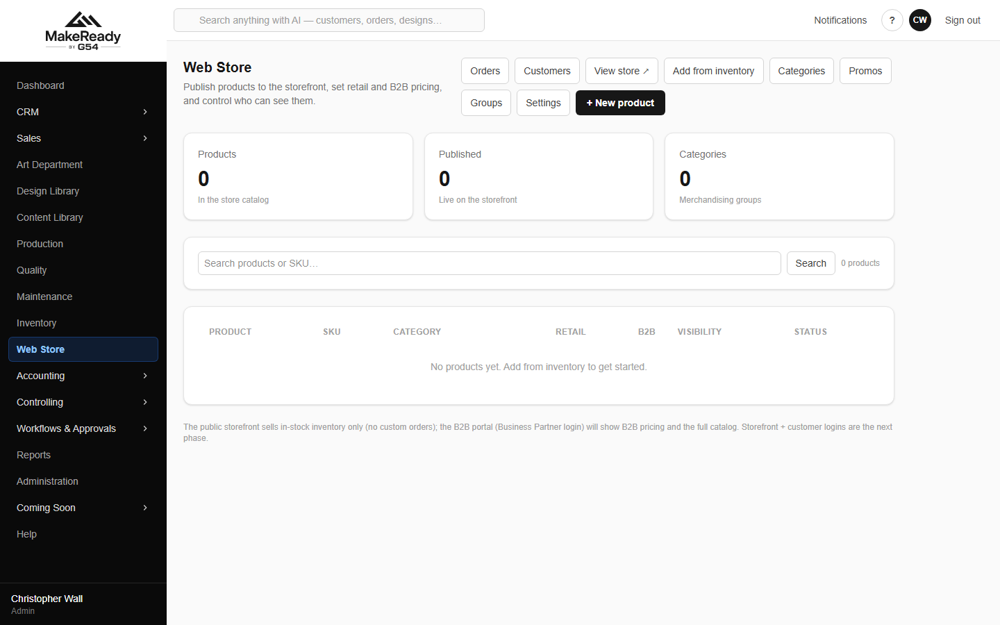 MakeReady
BY G54
Search anything with AI — customers, orders, designs...
Notifications
?
CW
Sign out
Dashboard
CRM
Sales
Art Department
Design Library
Content Library
Production
Quality
Maintenance
Inventory
Web Store
Accounting
Controlling
Workflows & Approvals
Reports
Administration
Coming Soon
Help
Christopher Wall
Admin
Web Store
Publish products to the storefront, set retail and B2B pricing,
and control who can see them.
Orders
Customers
View store ↗
Add from inventory
Categories
Promos
Groups
Settings
+ New product
Products
0
In the store catalog
Published
0
Live on the storefront
Categories
0
Merchandising groups
Search products or SKU...
Search
0 products
PRODUCT SKU CATEGORY RETAIL B2B VISIBILITY STATUS
No products yet. Add from inventory to get started.
The public storefront sells in-stock inventory only (no custom orders); the B2B portal (Business Partner login) will show B2B pricing and the full catalog. Storefront + customer logins are the next
phase.